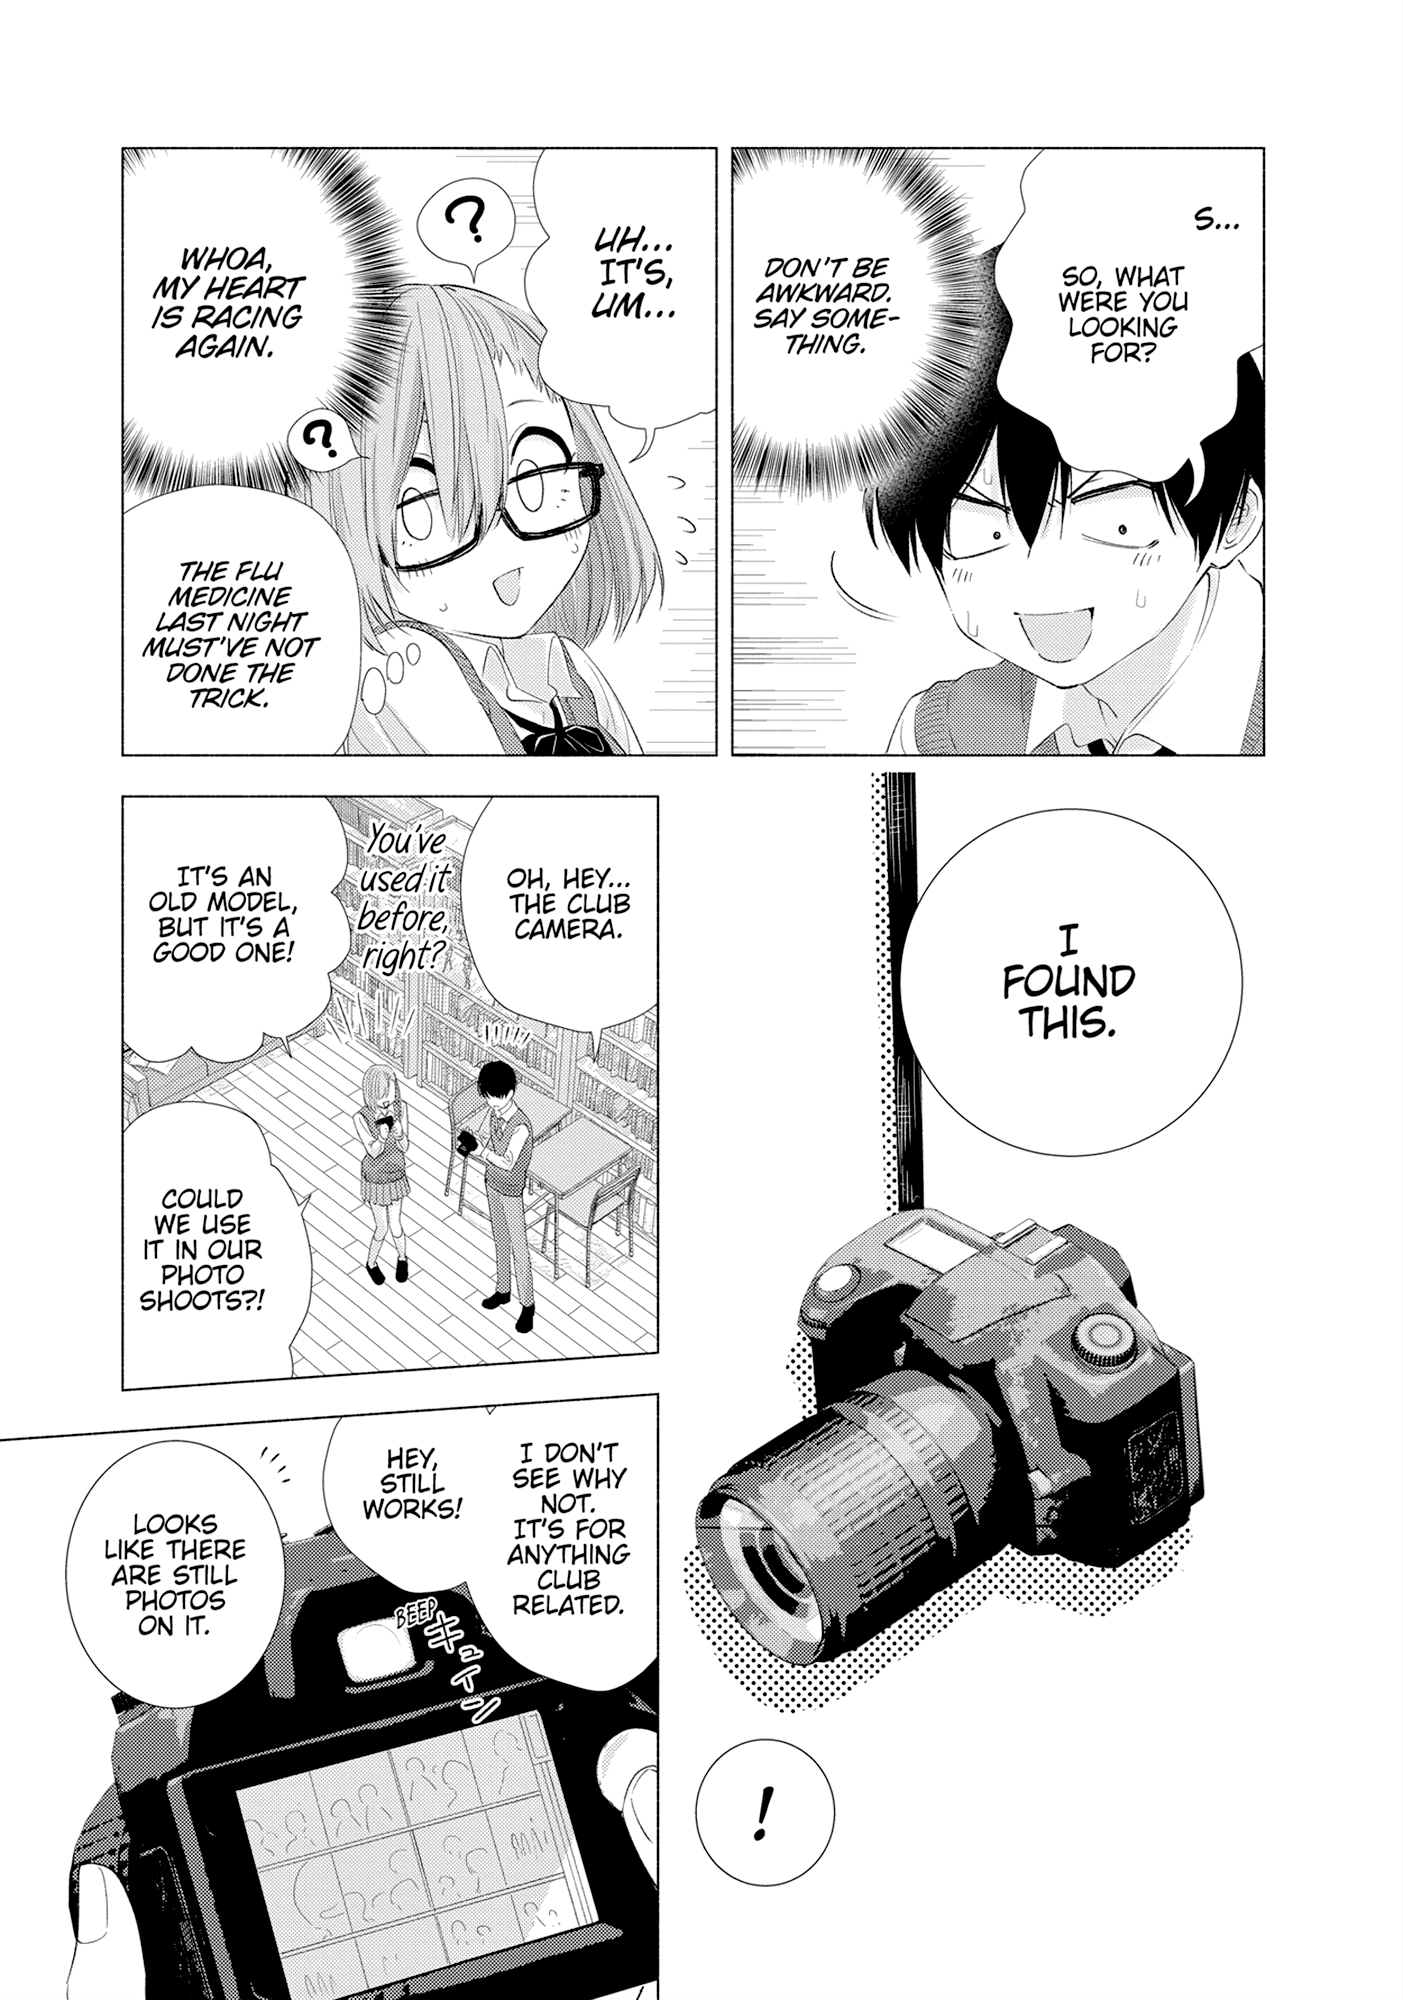 S...
SO, WHAT
WERE YOU
LOOKING
FOR?
DON'T BE
AWKWARD.
SAY SOME-
THING.
UH...
IT'S,
UM...
?
WHOA,
MY HEART
IS RACING
AGAIN.
?
THE FLU
MEDICINE
LAST NIGHT
MUST'VE NOT
DONE THE
TRICK.
I
FOUND
THIS.
!
OH, HEY...
THE CLUB
CAMERA.
You've
used it
before,
right?
IT'S AN
OLD MODEL,
BUT IT'S A
GOOD ONE!
COULD
WE USE
IT IN OUR
PHOTO
SHOOTS?!
I DON'T
SEE WHY
NOT.
IT'S FOR
ANYTHING
CLUB
RELATED.
HEY,
STILL
WORKS!
BEEP
キュイン
LOOKS
LIKE THERE
ARE STILL
PHOTOS
ON IT.